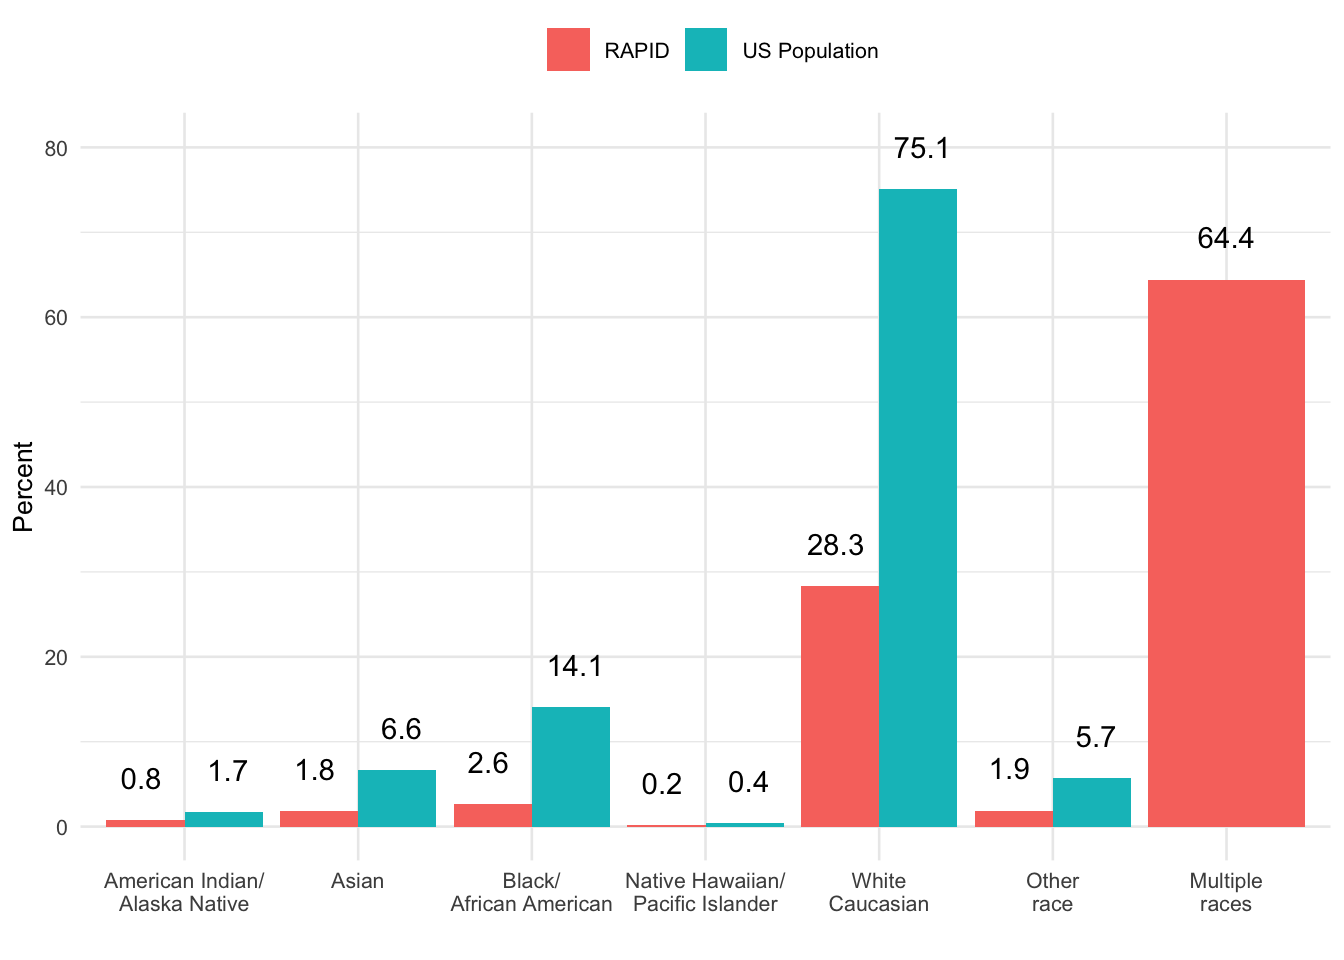 RAPID US Population
80
60
40
20
0
Percent
0.8
1.7
1.8
6.6
2.6
14.1
0.2
0.4
28.3
75.1
1.9
5.7
64.4
American Indian/
Alaska Native
Asian
Black/
African American
Native Hawaiian/
Pacific Islander
White
Caucasian
Other
race
Multiple
races